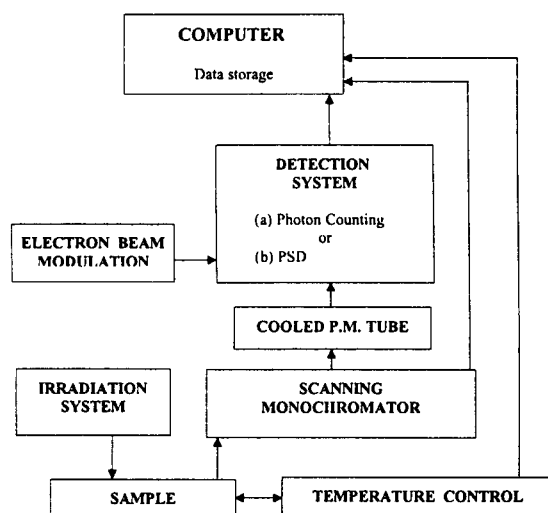 COMPUTER
Data storage
DETECTION
SYSTEM
(a) Photon Counting
or
(b) PSD
ELECTRON BEAM
MODULATION
COOLED P.M. TUBE
IRRADIATION
SYSTEM
SCANNING
MONOCHROMATOR
SAMPLE
TEMPERATURE CONTROL